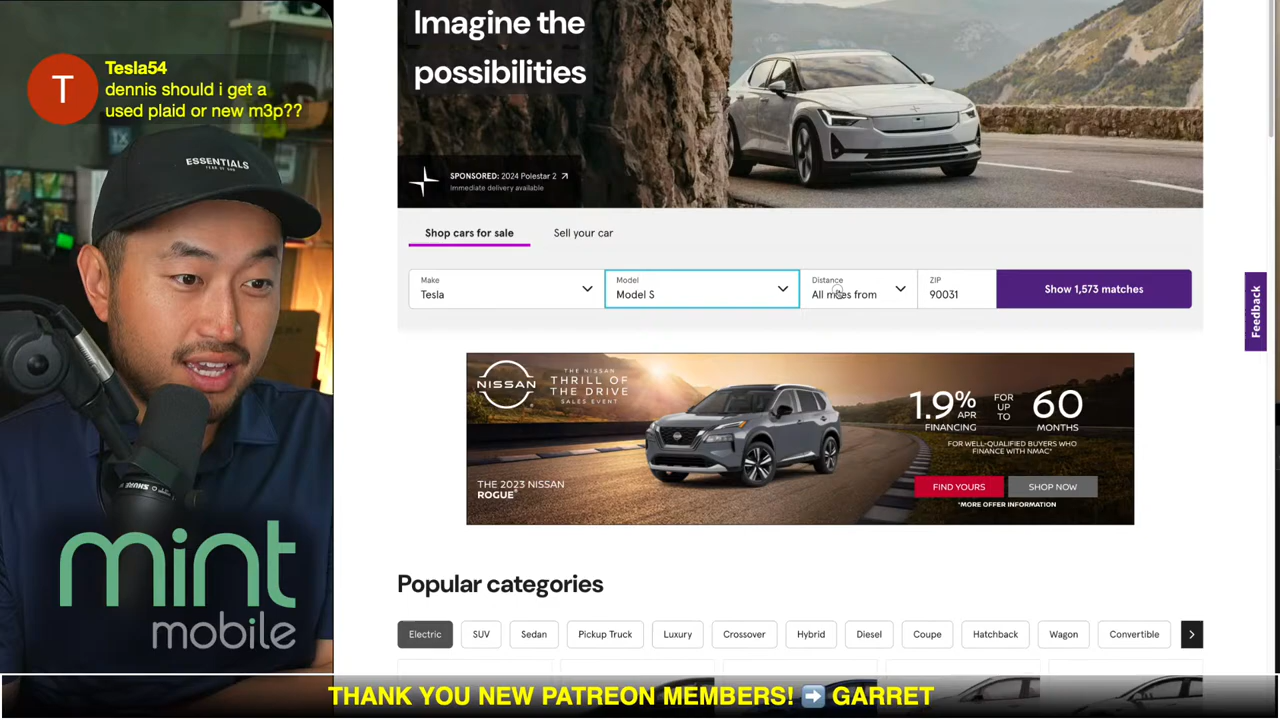 T
Tesla54
dennis should i get a
used plaid or new m3p??
ESSENTIALS
FEAR OF GOD
SHURE
mint
mobile
Imagine the
possibilities
SPONSORED: 2024 Polestar 2
Immediate delivery available
Shop cars for sale
Sell your car
Make
Tesla
Model
Model S
Distance
All miles from
ZIP
90031
Show 1,573 matches
Feedback
NISSAN
THE NISSAN
THRILL OF
THE DRIVE
SALES EVENT
THE 2023 NISSAN
ROGUE®
1.9% APR
FINANCING
FOR
UP
TO
60
MONTHS
FOR WELL-QUALIFIED BUYERS WHO
FINANCE WITH NMAC*
FIND YOURS
SHOP NOW
*MORE OFFER INFORMATION
Popular categories
Electric
SUV
Sedan
Pickup Truck
Luxury
Crossover
Hybrid
Diesel
Coupe
Hatchback
Wagon
Convertible
THANK YOU NEW PATREON MEMBERS! ➡️ GARRET